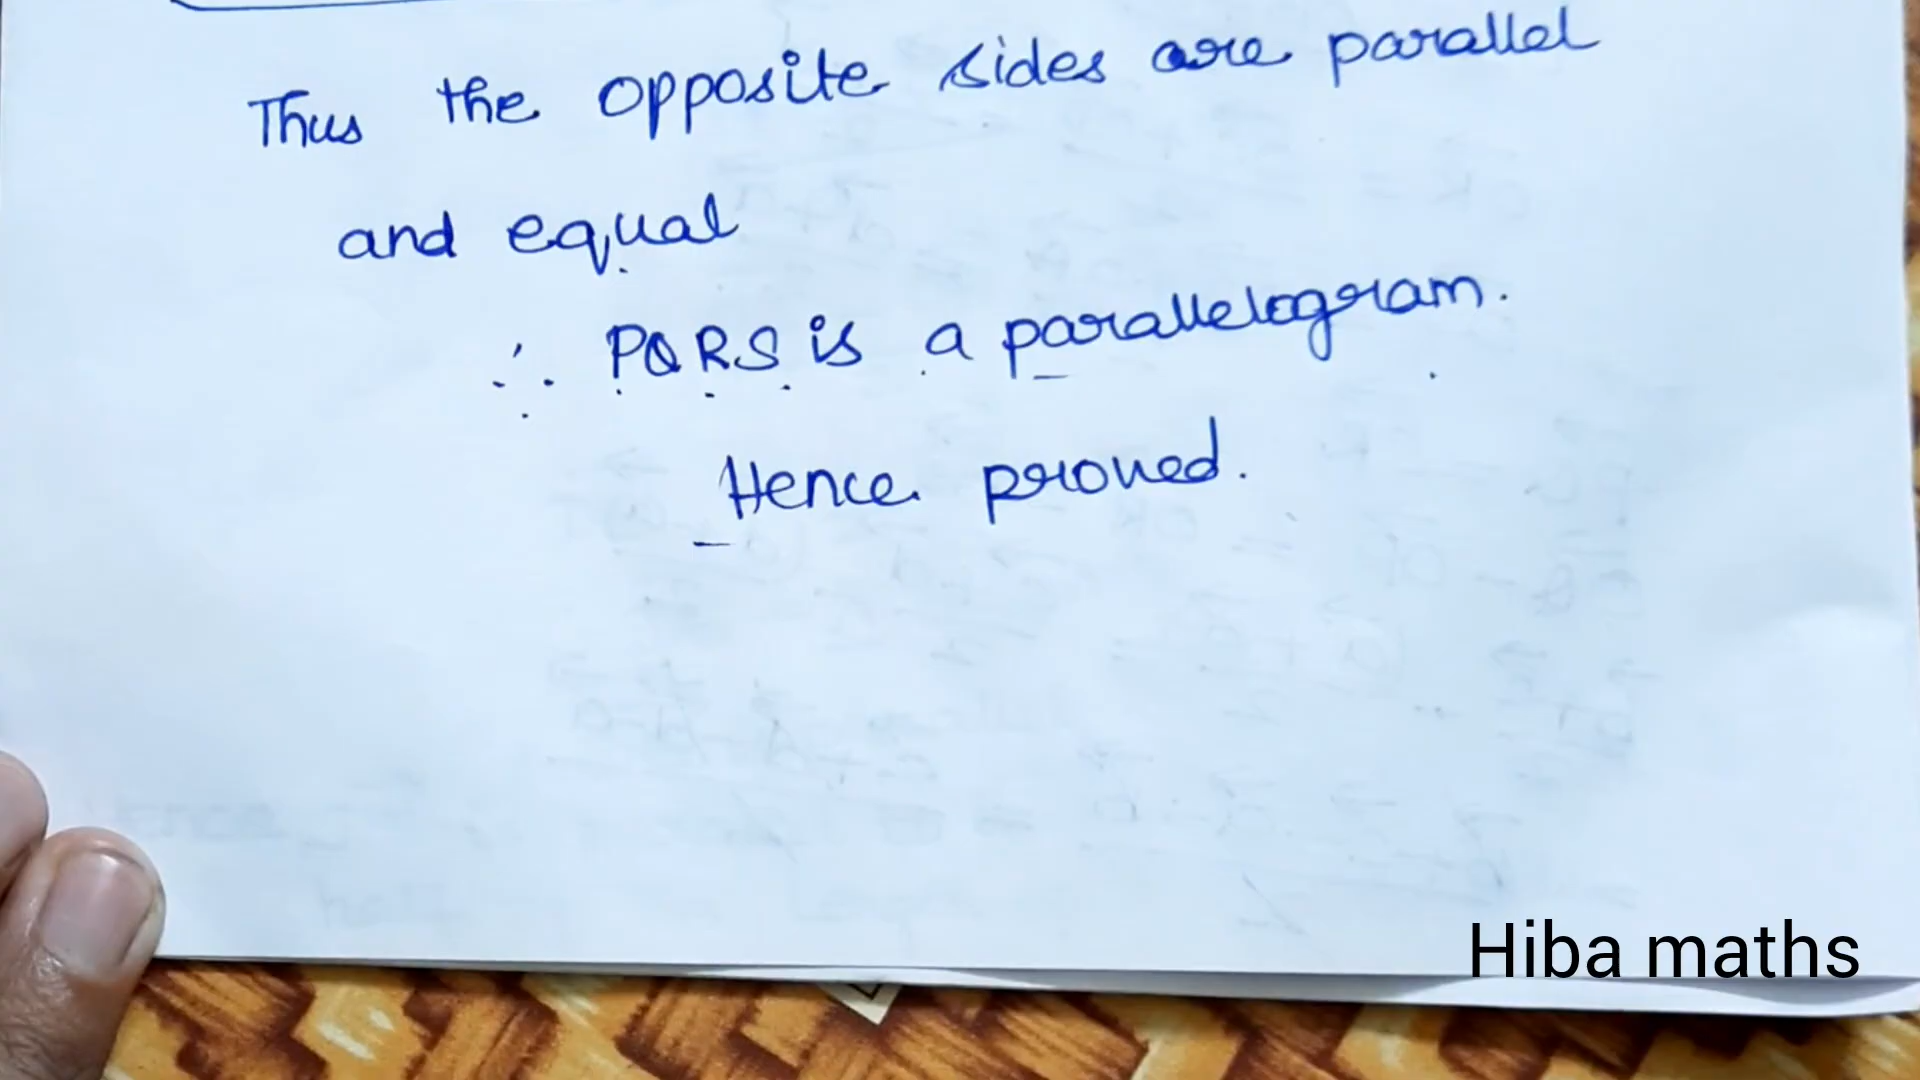 Thus the opposite sides are parallel
and equal
∴ PQRS is a parallelogram.
Hence proved.
Hiba maths